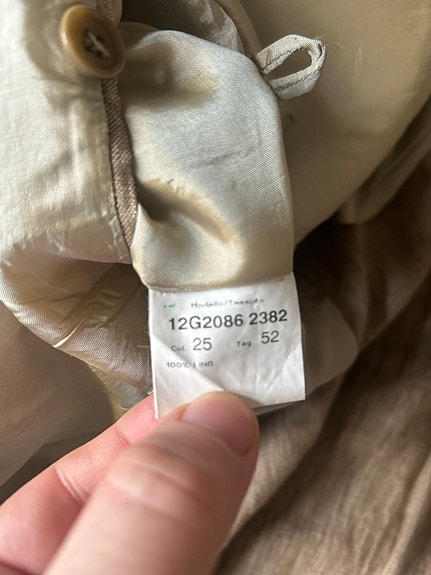 Modello/Tessuto
12G2086 2382
Col. 25 Tag. 52
100% LINO